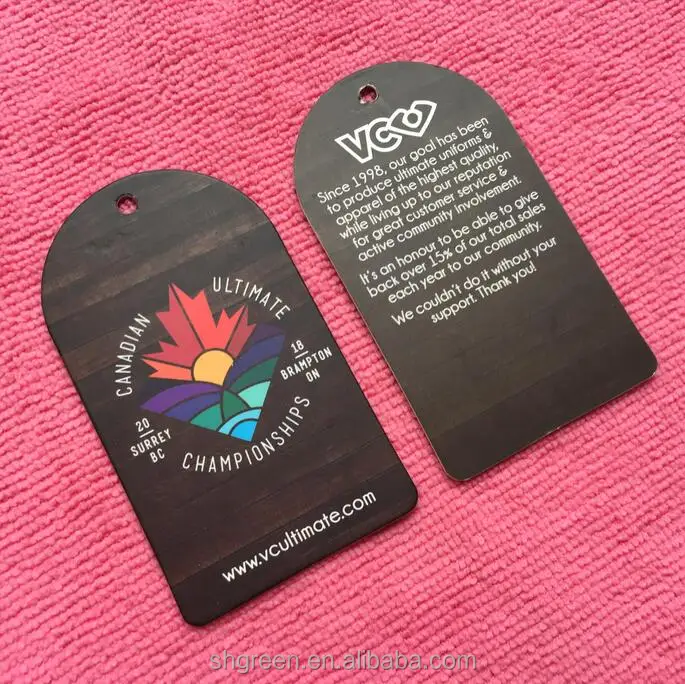 CANADIAN
ULTIMATE
CHAMPIONSHIPS
20
SURREY
BC
18
BRAMPTON
ON
www.vcultimate.com
VCU
Since 1998, our goal has been
to produce ultimate uniforms &
apparel of the highest quality,
while living up to our reputation
for great customer service &
active community involvement.
It's an honour to be able to give
back over 15% of our total sales
each year to our community.
We couldn't do it without your
support. Thank you!
shgreen.en.alibaba.com